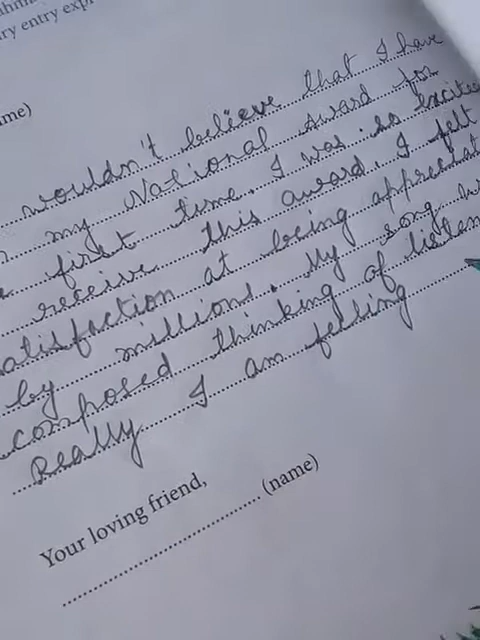 ry entry exp
me)
wouldn't believe that I have
my National Award for
first time. I was so excited
receive this award. I felt
atisfaction at being appreciat
by millions. My song w
composed thinking of listen
Really I am felling
Your loving friend,
(name)